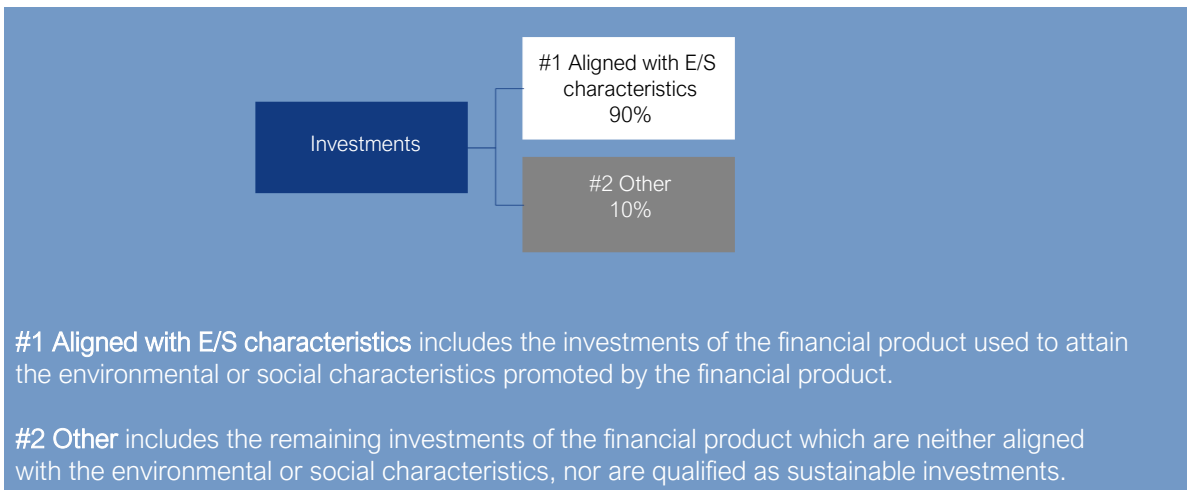 #1 Aligned with E/S
characteristics
90%
Investments
#2 Other
10%
#1 Aligned with E/S characteristics includes the investments of the financial product used to attain
the environmental or social characteristics promoted by the financial product.
#2 Other includes the remaining investments of the financial product which are neither aligned
with the environmental or social characteristics, nor are qualified as sustainable investments.